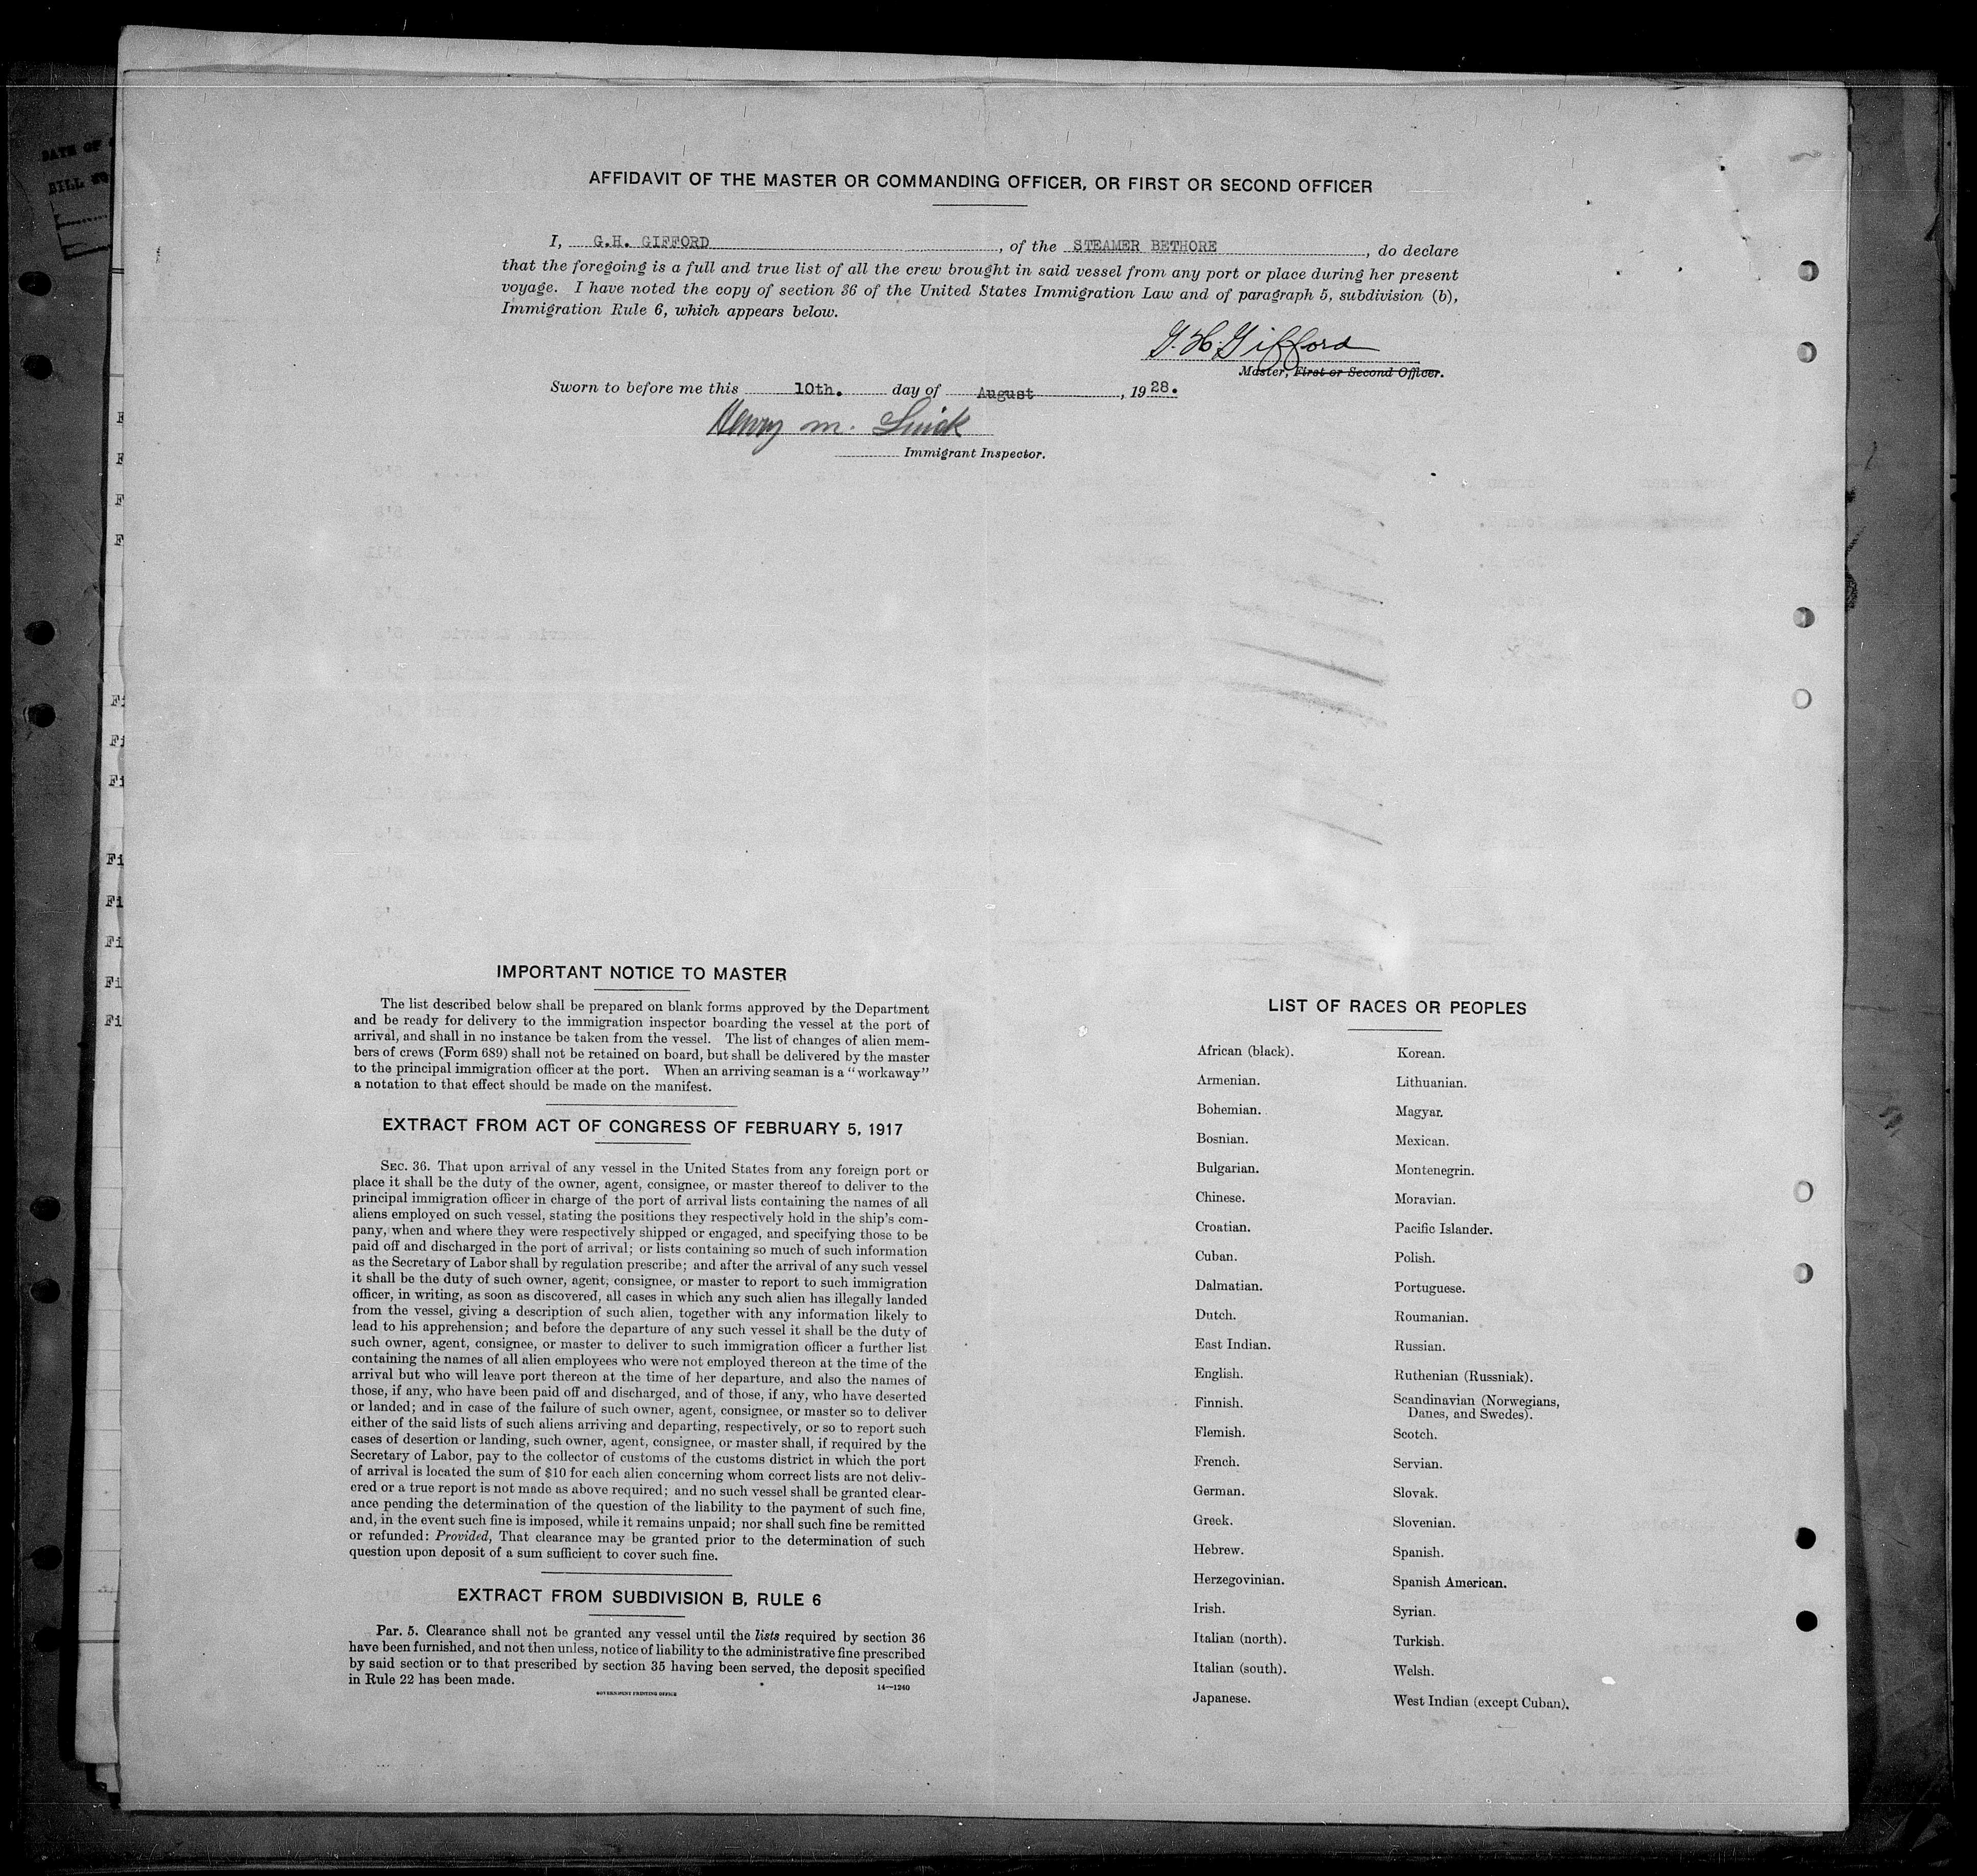 DATE OF
BILL NO
AFFIDAVIT OF THE MASTER OR COMMANDING OFFICER, OR FIRST OR SECOND OFFICER
I, G.H. GIFFORD, of the STEAMER BETHORE, do declare
that the foregoing is a full and true list of all the crew brought in said vessel from any port or place during her present
voyage. I have noted the copy of section 36 of the United States Immigration Law and of paragraph 5, subdivision (b),
Immigration Rule 6, which appears below.
G. H. Gifford
Master, First or Second Officer.
Sworn to before me this 10th. day of August, 1928.
Henry M.
Immigrant Inspector.
IMPORTANT NOTICE TO MASTER
The list described below shall be prepared on blank forms approved by the Department
and be ready for delivery to the immigration inspector boarding the vessel at the port of
arrival, and shall in no instance be taken from the vessel. The list of changes of alien mem-
bers of crews (Form 689) shall not be retained on board, but shall be delivered by the master
to the principal immigration officer at the port. When an arriving seaman is a "workaway"
a notation to that effect should be made on the manifest.
EXTRACT FROM ACT OF CONGRESS OF FEBRUARY 5, 1917
SEC. 36. That upon arrival of any vessel in the United States from any foreign port or
place it shall be the duty of the owner, agent, consignee, or master thereof to deliver to the
principal immigration officer in charge of the port of arrival lists containing the names of all
aliens employed on such vessel, stating the positions they respectively hold in the ship's com-
pany, when and where they were respectively shipped or engaged, and specifying those to be
paid off and discharged in the port of arrival; or lists containing so much of such information
as the Secretary of Labor shall by regulation prescribe; and after the arrival of any such vessel
it shall be the duty of such owner, agent, consignee, or master to report to such immigration
officer, in writing, as soon as discovered, all cases in which any such alien has illegally landed
from the vessel, giving a description of such alien, together with any information likely to
lead to his apprehension; and before the departure of any such vessel it shall be the duty of
such owner, agent, consignee, or master to deliver to such immigration officer a further list
containing the names of all alien employees who were not employed thereon at the time of the
arrival but who will leave port thereon at the time of her departure, and also the names of
those, if any, who have been paid off and discharged, and of those, if any, who have deserted
or landed; and in case of the failure of such owner, agent, consignee, or master so to deliver
either of the said lists of such aliens arriving and departing, respectively, or so to report such
cases of desertion or landing, such owner, agent, consignee, or master shall, if required by the
Secretary of Labor, pay to the collector of customs of the customs district in which the port
of arrival is located the sum of $10 for each alien concerning whom correct lists are not deliv-
ered or a true report is not made as above required; and no such vessel shall be granted clear-
ance pending the determination of the question of the liability to the payment of such fine,
and, in the event such fine is imposed, while it remains unpaid; nor shall such fine be remitted
or refunded: Provided, That clearance may be granted prior to the determination of such
question upon deposit of a sum sufficient to cover such fine.
EXTRACT FROM SUBDIVISION B, RULE 6
Par. 5. Clearance shall not be granted any vessel until the lists required by section 36
have been furnished, and not then unless, notice of liability to the administrative fine prescribed
by said section or to that prescribed by section 35 having been served, the deposit specified
in Rule 22 has been made.
GOVERNMENT PRINTING OFFICE 14—1240
LIST OF RACES OR PEOPLES
African (black).
Armenian.
Bohemian.
Bosnian.
Bulgarian.
Chinese.
Croatian.
Cuban.
Dalmatian.
Dutch.
East Indian.
English.
Finnish.
Flemish.
French.
German.
Greek.
Hebrew.
Herzegovinian.
Irish.
Italian (north).
Italian (south).
Japanese.
Korean.
Lithuanian.
Magyar.
Mexican.
Montenegrin.
Moravian.
Pacific Islander.
Polish.
Portuguese.
Roumanian.
Russian.
Ruthenian (Russniak).
Scandinavian (Norwegians,
Danes, and Swedes).
Scotch.
Servian.
Slovak.
Slovenian.
Spanish.
Spanish American.
Syrian.
Turkish.
Welsh.
West Indian (except Cuban).